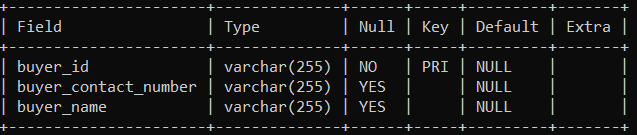 +----------------------+--------------+------+-----+---------+-------+
| Field                | Type         | Null | Key | Default | Extra |
+----------------------+--------------+------+-----+---------+-------+
| buyer_id             | varchar(255) | NO   | PRI | NULL    |       |
| buyer_contact_number | varchar(255) | YES  |     | NULL    |       |
| buyer_name           | varchar(255) | YES  |     | NULL    |       |
+----------------------+--------------+------+-----+---------+-------+